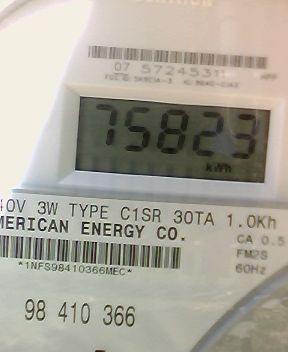 07 5724531
75823
kWh
40V 3W TYPE C1SR 30TA 1.0Kh
MERICAN ENERGY CO.
CA 0.5
FM2S
*1NFS98410366MEC*
60Hz
98 410 366